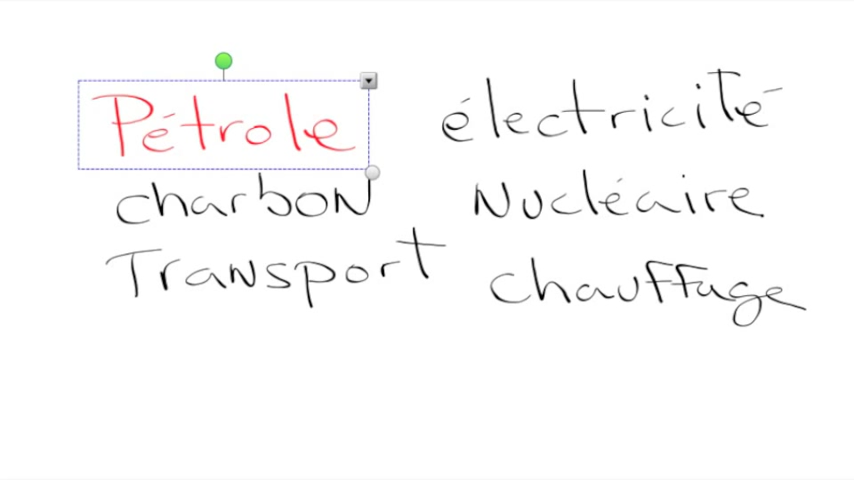 Pétrole électricité
charbon Nucléaire
Transport chauffage